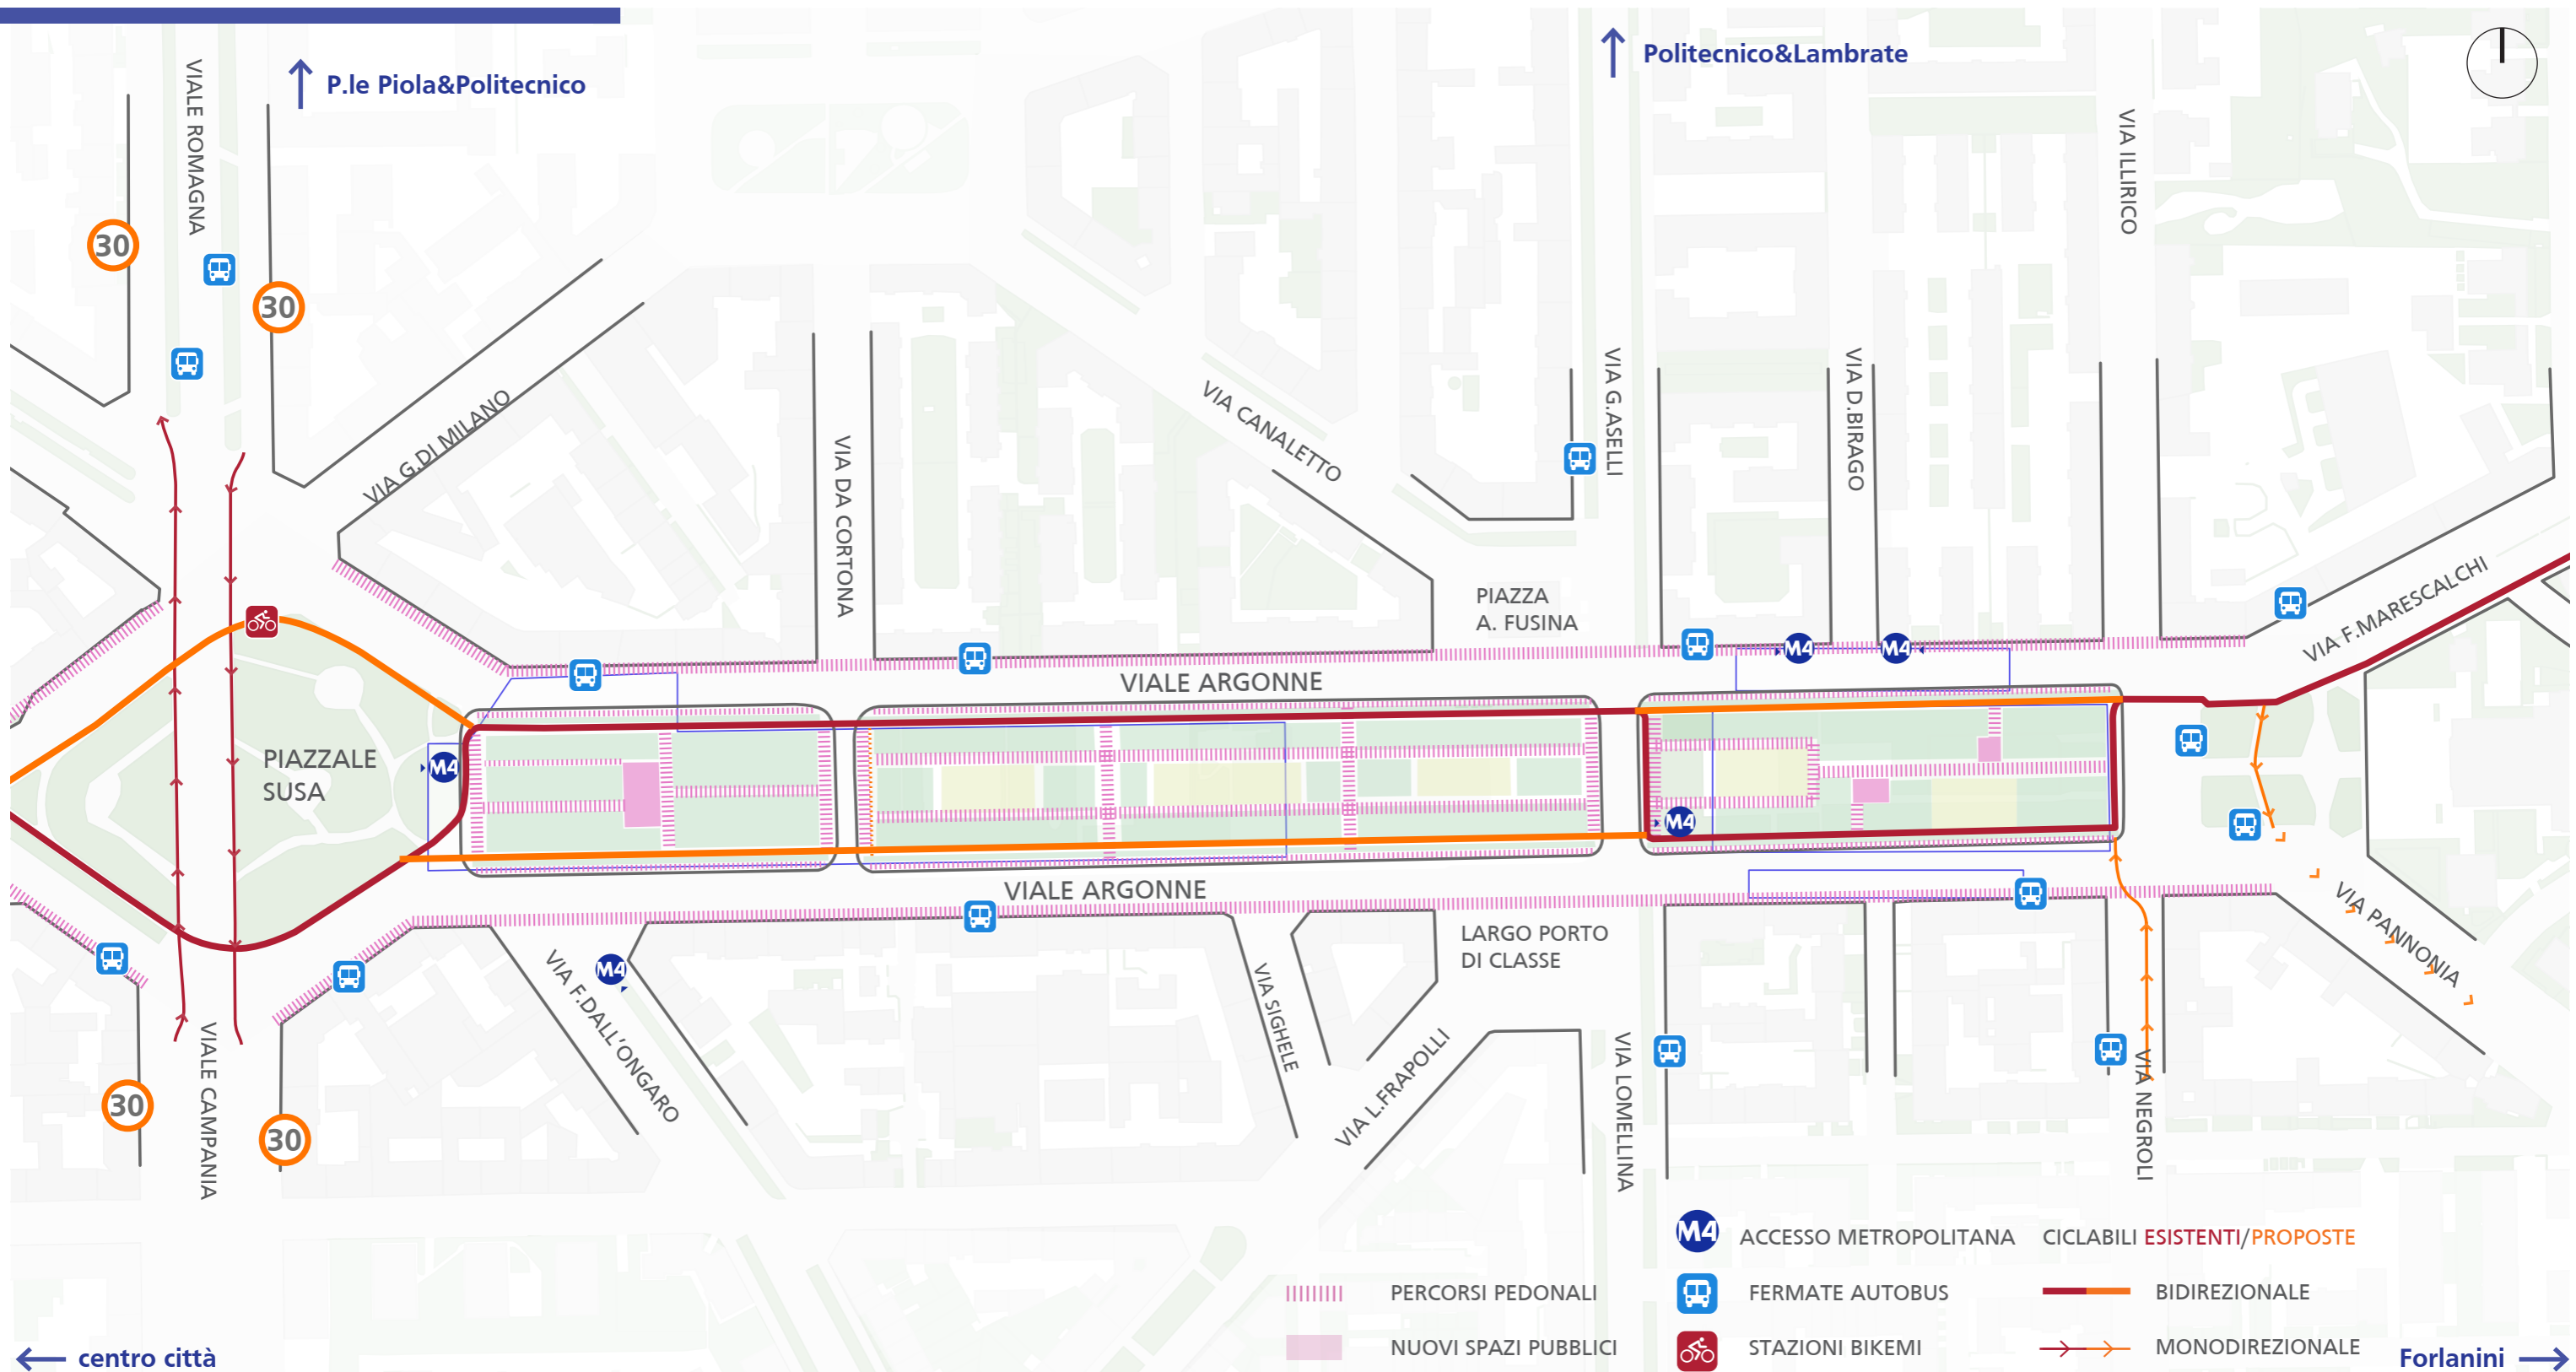 P.le Piola&Politecnico
Politecnico&Lambrate
VIALE ROMAGNA
VIA ILLIRICO
30
30
VIA G.DI MILANO
VIA DA CORTONA
VIA CANALETTO
VIA G.ASELLI
VIA D.BIRAGO
PIAZZA
A. FUSINA
VIA F.MARESCALCHI
M4
M4
VIALE ARGONNE
PIAZZALE
SUSA
M4
M4
VIALE ARGONNE
VIA PANNONIA
LARGO PORTO
DI CLASSE
M4
VIA F.DALL'ONGARO
VIA SIGHELE
VIA L.FRAPOLLI
VIA LOMELLINA
VIA NEGROLI
VIALE CAMPANIA
30
30
M4 ACCESSO METROPOLITANA
CICLABILI ESISTENTI/PROPOSTE
PERCORSI PEDONALI
FERMATE AUTOBUS
BIDIREZIONALE
NUOVI SPAZI PUBBLICI
STAZIONI BIKEMI
MONODIREZIONALE
centro città
Forlanini